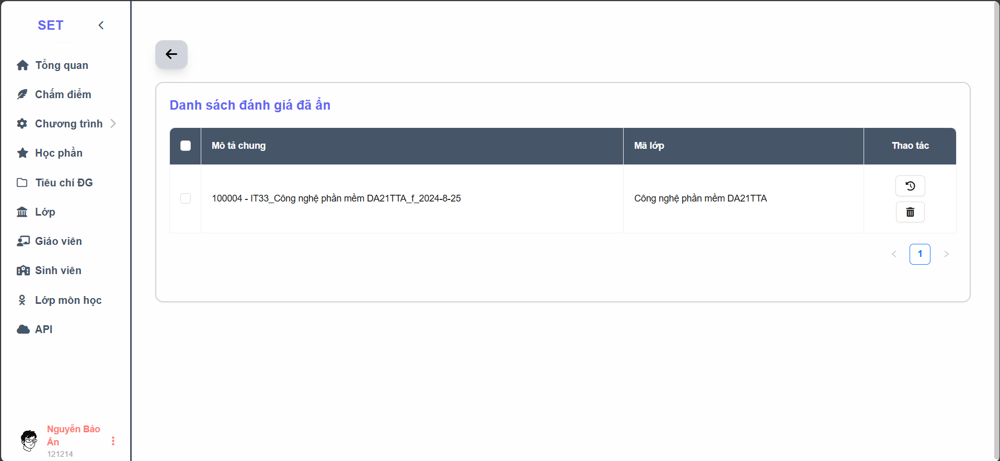 SET
Tổng quan
Chấm điểm
Chương trình
Học phần
Tiêu chí ĐG
Lớp
Giáo viên
Sinh viên
Lớp môn học
API
Nguyễn Bảo
Ân
121214
Danh sách đánh giá đã ẩn
Mô tả chung Mã lớp Thao tác
100004 - IT33_Công nghệ phần mềm DA21TTA_f_2024-8-25 Công nghệ phần mềm DA21TTA
1